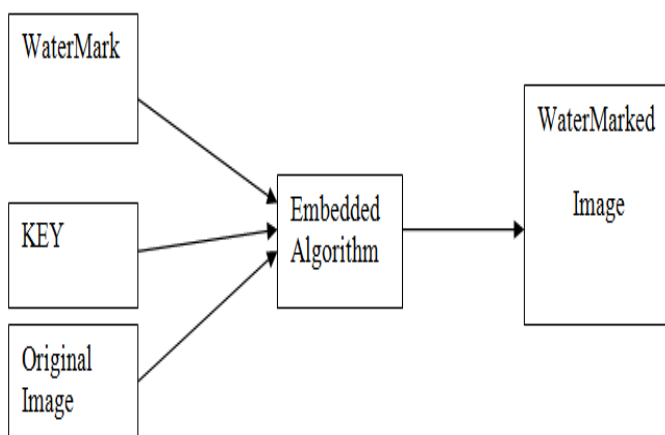 WaterMark
KEY
Original
Image
Embedded
Algorithm
WaterMarked
Image